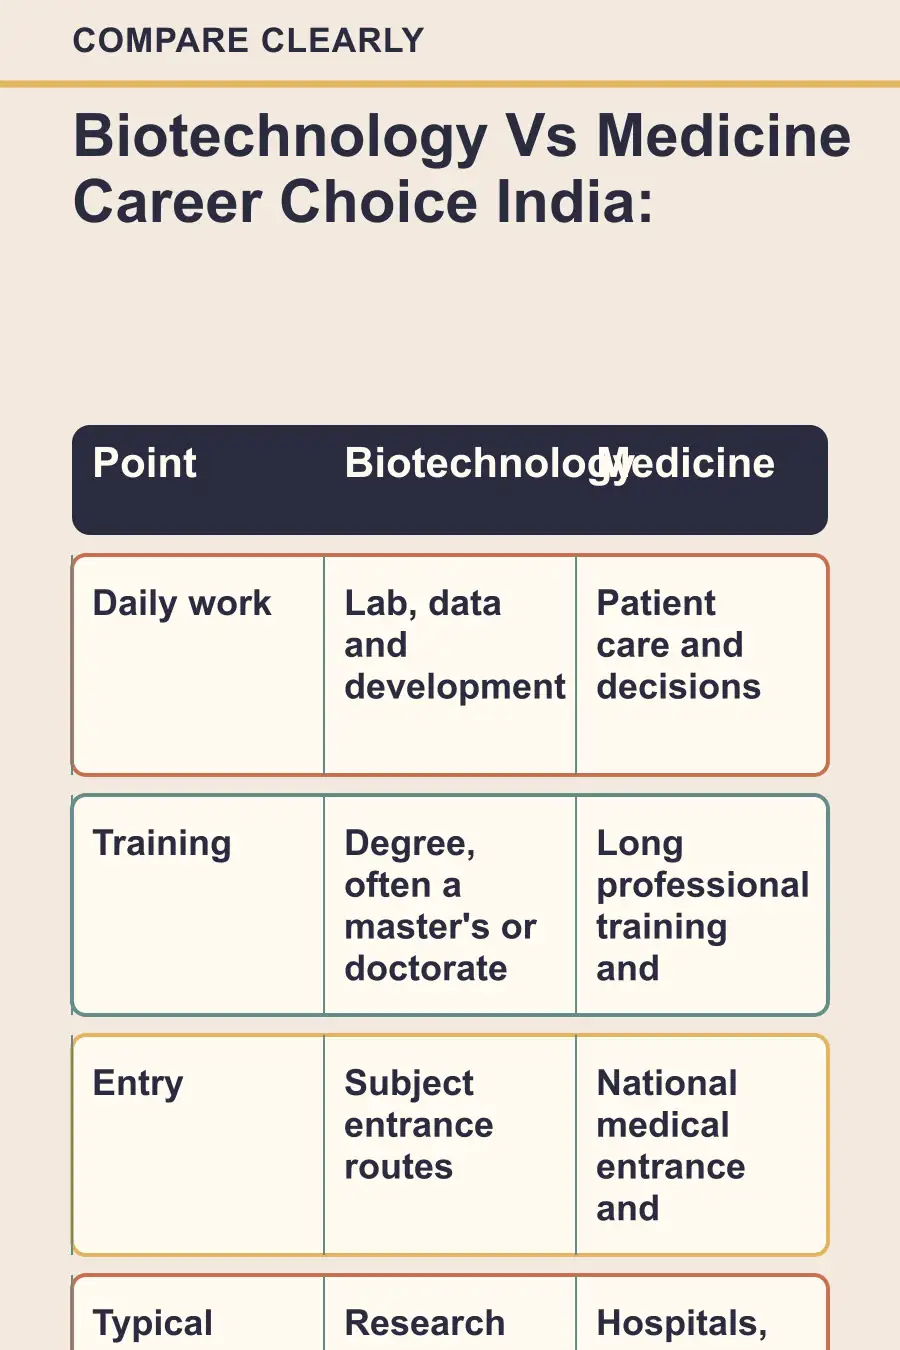 COMPARE CLEARLY
Biotechnology Vs Medicine
Career Choice India:
Point Biotechnology Medicine
Daily work
Lab, data
and
development
Patient
care and
decisions
Training
Degree,
often a
master's or
doctorate
Long
professional
training
and
Entry
Subject
entrance
routes
National
medical
entrance
and
Typical
Research
Hospitals,